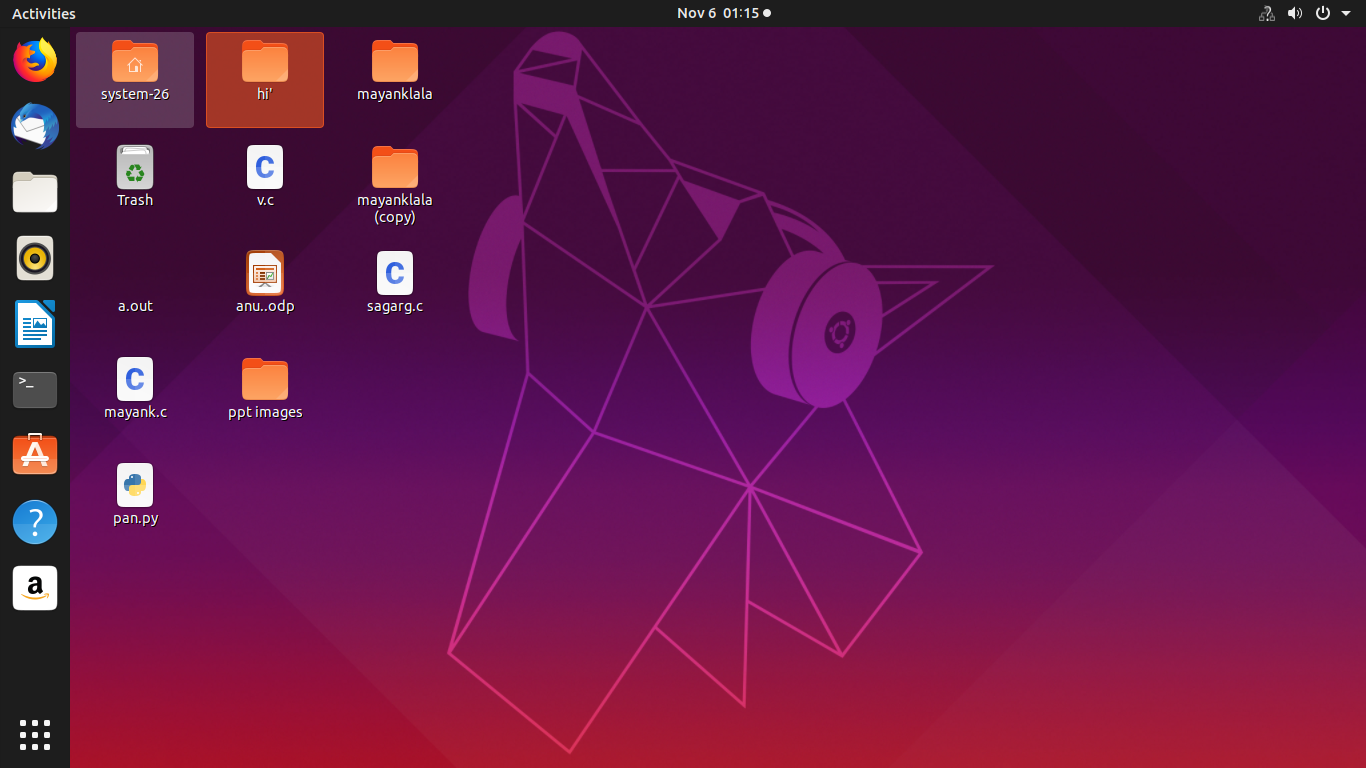 Activities
Nov 6 01:15
system-26
hi'
mayanklala
Trash
v.c
mayanklala
(copy)
a.out
anu..odp
sagarg.c
mayank.c
ppt images
pan.py